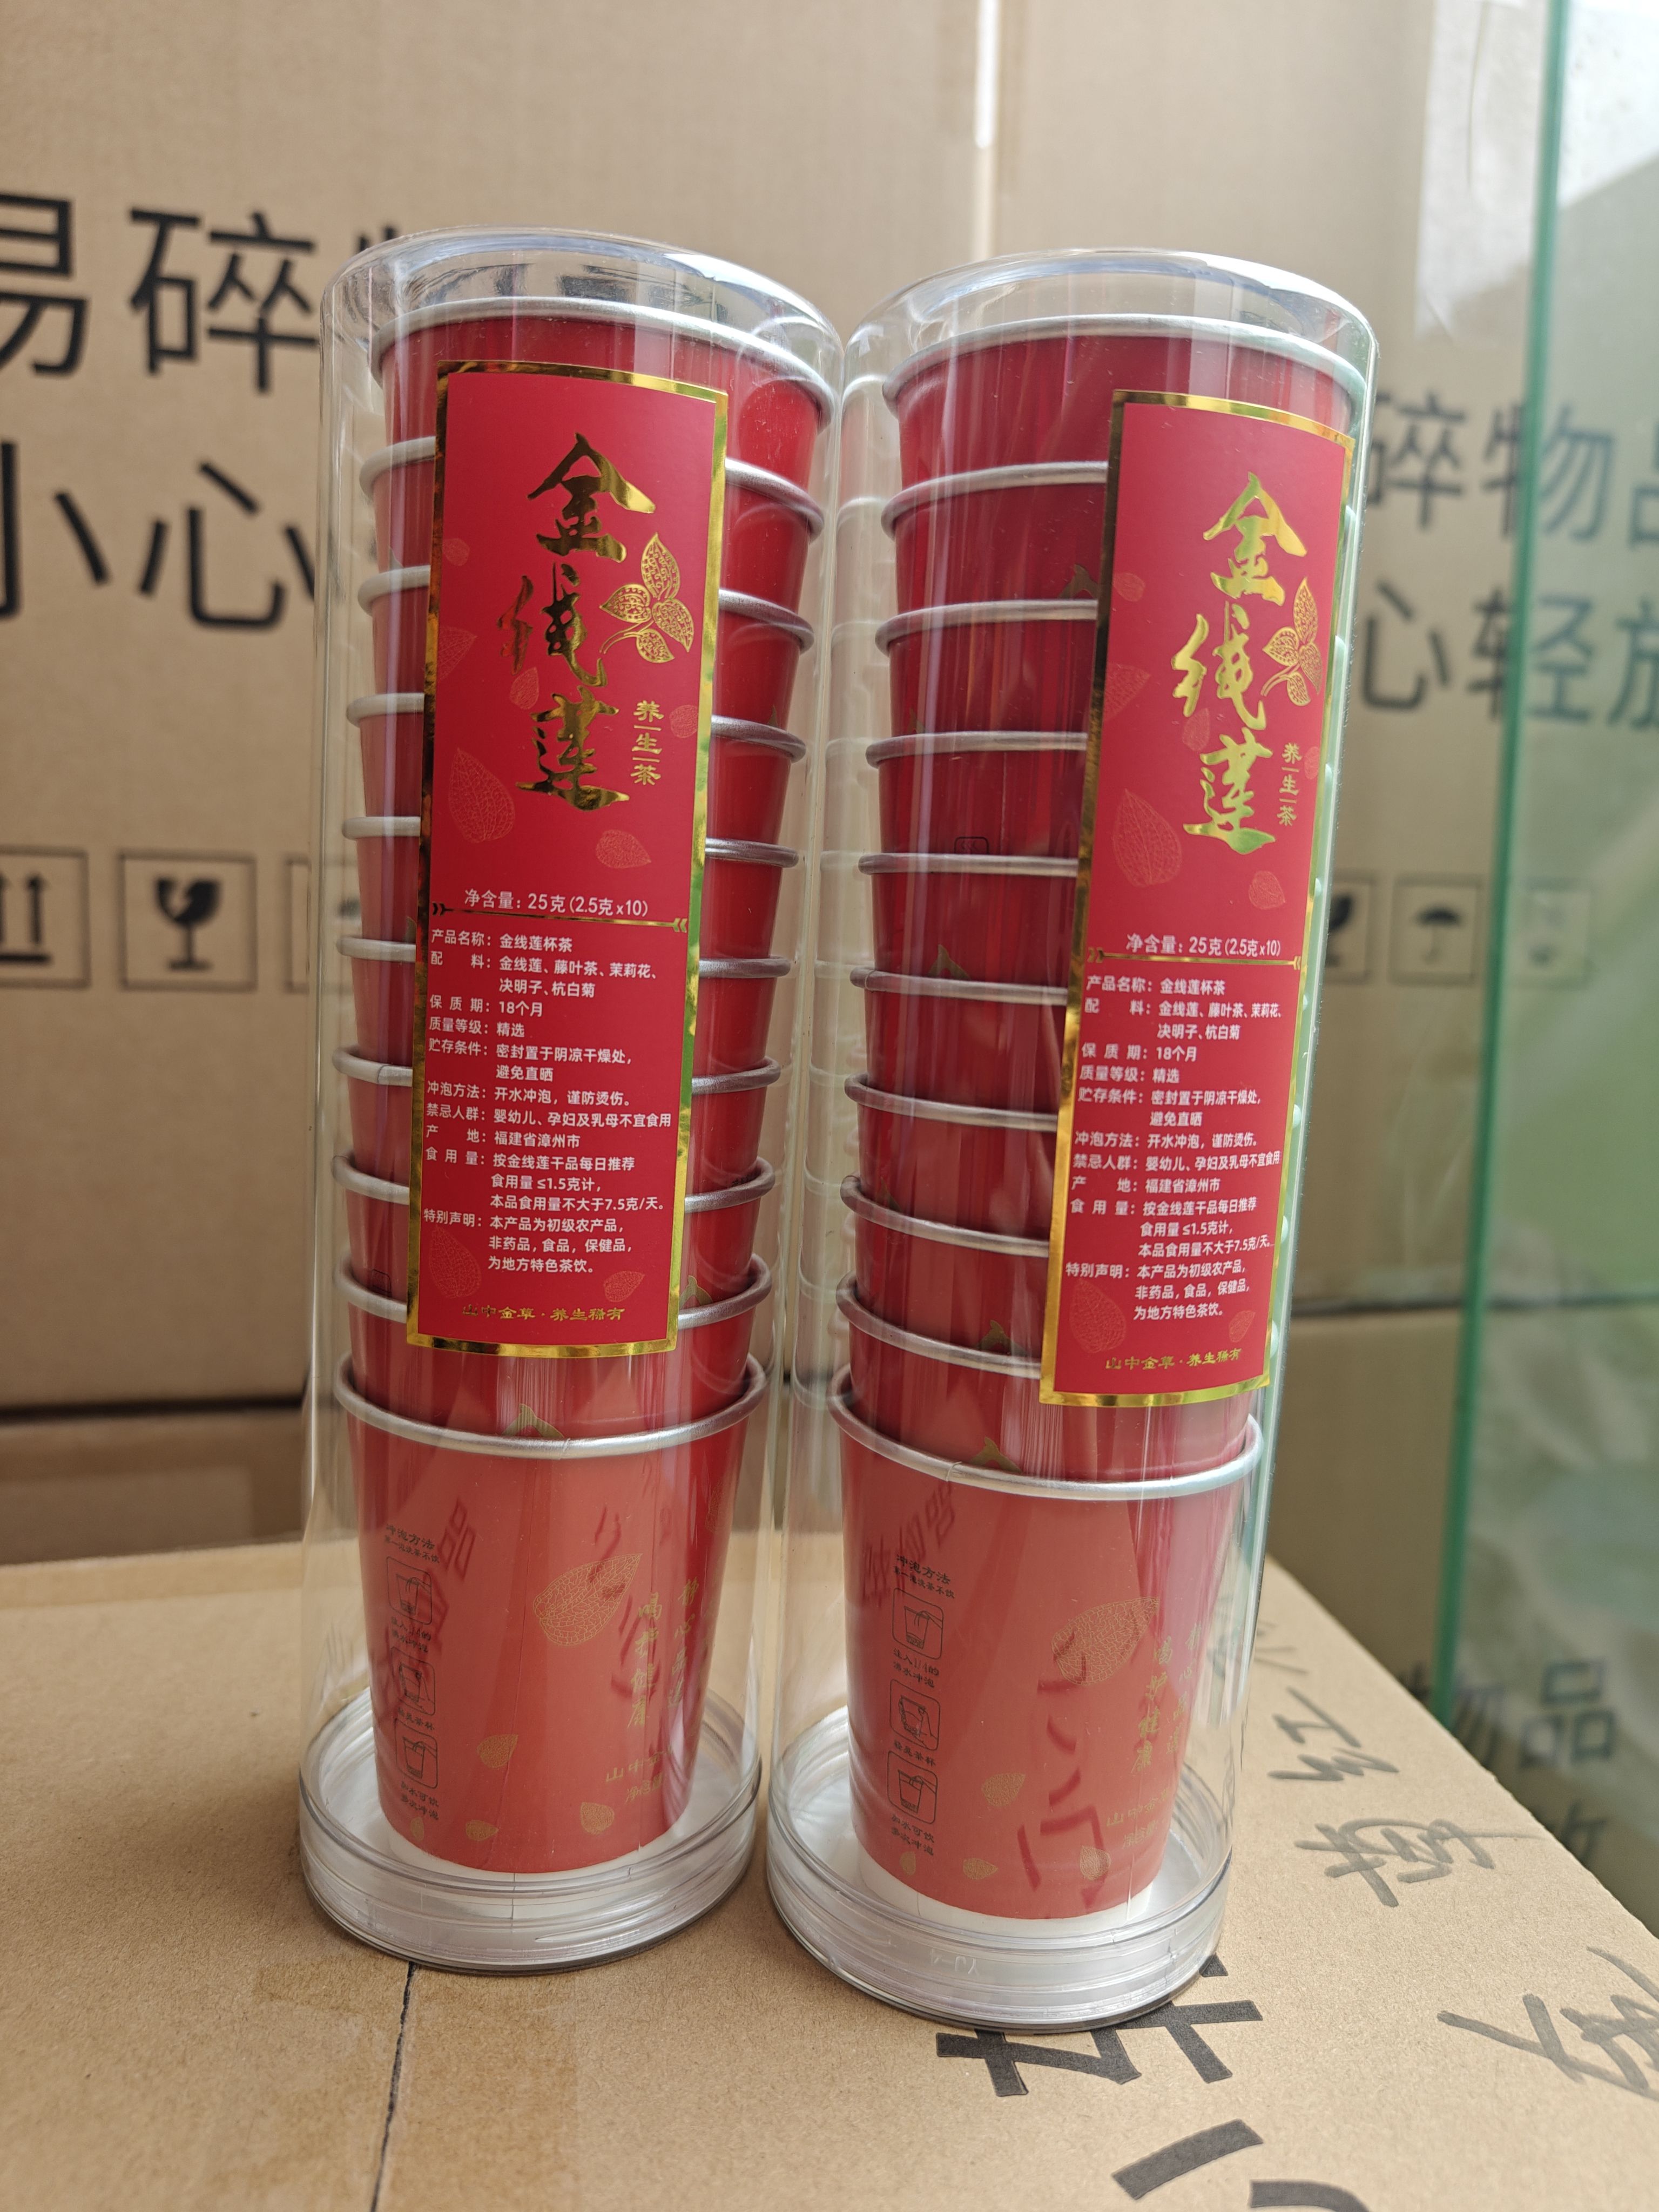 易碎物
小心
碎物品
心轻放
金线莲
养生茶
净含量：25克(2.5克x10)
产品名称：金线莲杯茶
配 料：金线莲、藤叶茶、茉莉花、
决明子、杭白菊
保 质 期：18个月
质量等级：精选
贮存条件：密封置于阴凉干燥处，
避免直晒
冲泡方法：开水冲泡，谨防烫伤。
禁忌人群：婴幼儿、孕妇及乳母不宜食用
产 地：福建省漳州市
食 用 量：按金线莲干品每日推荐
食用量 ≤1.5克计，
本品食用量不大于7.5克/天。
特别声明：本产品为初级农产品，
非药品，食品，保健品，
为地方特色茶饮。
山中金草·养生稀有
冲泡方法
第一泡洗茶不饮
金线莲
养生茶
净含量：25克(2.5克x10)
产品名称：金线莲杯茶
配 料：金线莲、藤叶茶、茉莉花、
决明子、杭白菊
保 质 期：18个月
质量等级：精选
贮存条件：密封置于阴凉干燥处，
避免直晒
冲泡方法：开水冲泡，谨防烫伤。
禁忌人群：婴幼儿、孕妇及乳母不宜食用
产 地：福建省漳州市
食 用 量：按金线莲干品每日推荐
食用量 ≤1.5克计，
本品食用量不大于7.5克/天。
特别声明：本产品为初级农产品，
非药品，食品，保健品，
为地方特色茶饮。
山中金草·养生稀有
冲泡方法
第一泡洗茶不饮
物品